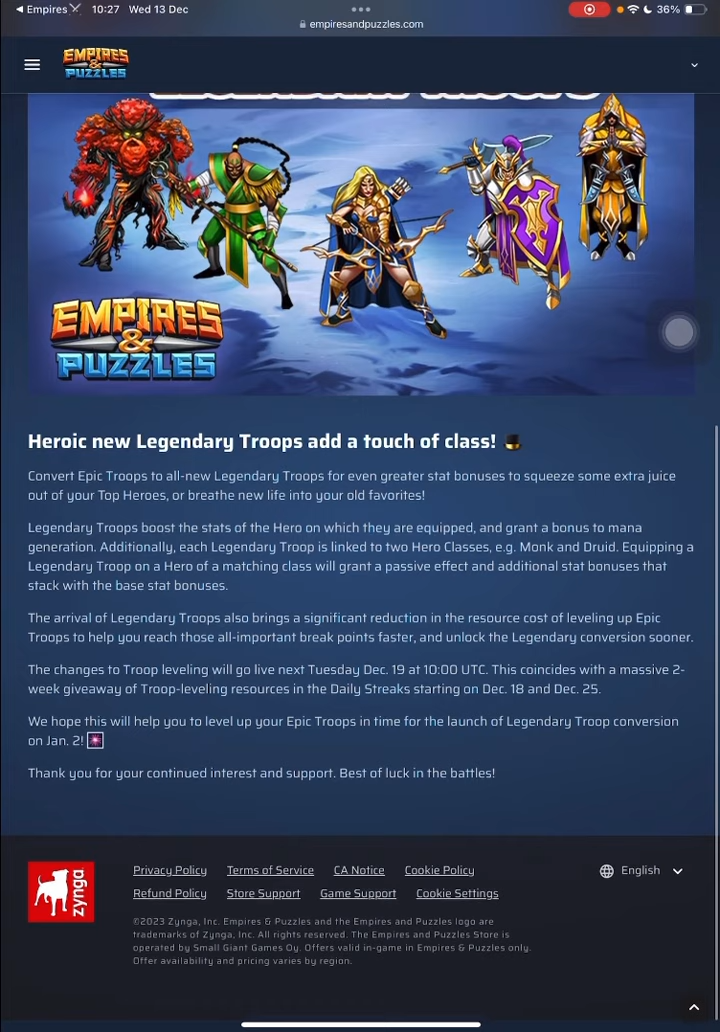 Empires
10:27 Wed 13 Dec
36%
empiresandpuzzles.com
EMPIRES
&
PUZZLES
EMPIRES
&
PUZZLES
Heroic new Legendary Troops add a touch of class!
Convert Epic Troops to all-new Legendary Troops for even greater stat bonuses to squeeze some extra juice
out of your Top Heroes, or breathe new life into your old favorites!
Legendary Troops boost the stats of the Hero on which they are equipped, and grant a bonus to mana
generation. Additionally, each Legendary Troop is linked to two Hero Classes, e.g. Monk and Druid. Equipping a
Legendary Troop on a Hero of a matching class will grant a passive effect and additional stat bonuses that
stack with the base stat bonuses.
The arrival of Legendary Troops also brings a significant reduction in the resource cost of leveling up Epic
Troops to help you reach those all-important break points faster, and unlock the Legendary conversion sooner.
The changes to Troop leveling will go live next Tuesday Dec. 19 at 10:00 UTC. This coincides with a massive 2-
week giveaway of Troop-leveling resources in the Daily Streaks starting on Dec. 18 and Dec. 25.
We hope this will help you to level up your Epic Troops in time for the launch of Legendary Troop conversion
on Jan. 2!
Thank you for your continued interest and support. Best of luck in the battles!
zynga
Privacy Policy Terms of Service CA Notice Cookie Policy
English
Refund Policy Store Support Game Support Cookie Settings
©2023 Zynga, Inc. Empires & Puzzles and the Empires and Puzzles logo are
trademarks of Zynga, Inc. All rights reserved. The Empires and Puzzles Store is
operated by Small Giant Games Oy. Offers valid in-game in Empires & Puzzles only.
Offer availability and pricing varies by region.